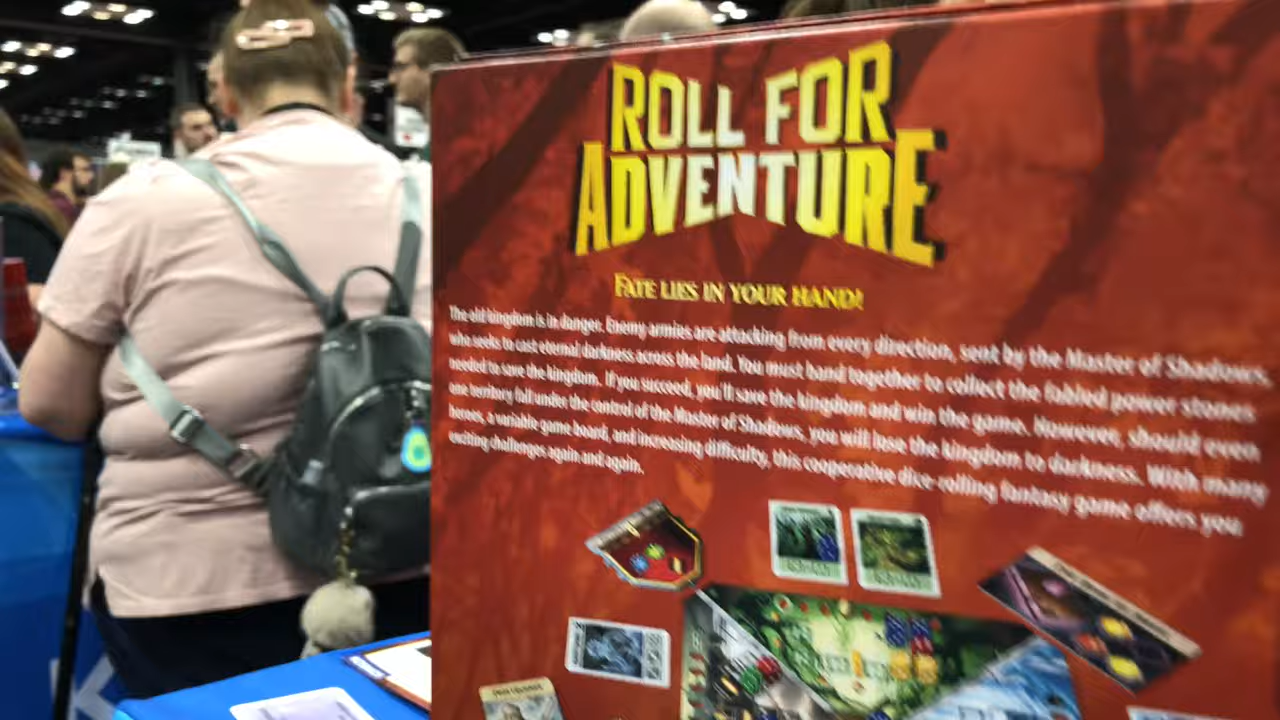 ROLL FOR
ADVENTURE
FATE LIES IN YOUR HAND!
The old kingdom is in danger. Enemy armies are attacking from every direction, sent by the Master of Shadows,
who seeks to cast eternal darkness across the land. You must band together to collect the fabled power stones
needed to save the kingdom. If you succeed, you'll save the kingdom and win the game. However, should even
one territory fall under the control of the Master of Shadows, you will lose the kingdom to darkness. With many
heroes, a variable game board, and increasing difficulty, this cooperative dice-rolling fantasy game offers you
exciting challenges again and again.